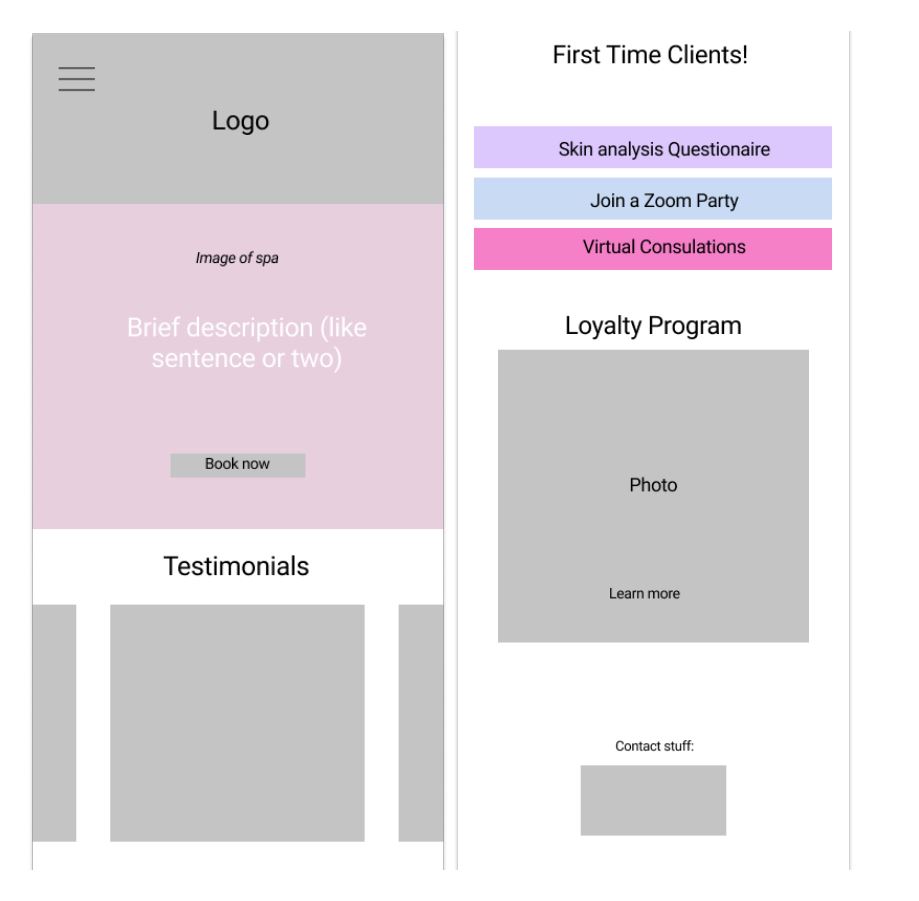 Logo
Image of spa
Brief description (like
sentence or two)
Book now
Testimonials
First Time Clients!
Skin analysis Questionaire
Join a Zoom Party
Virtual Consulations
Loyalty Program
Photo
Learn more
Contact stuff: